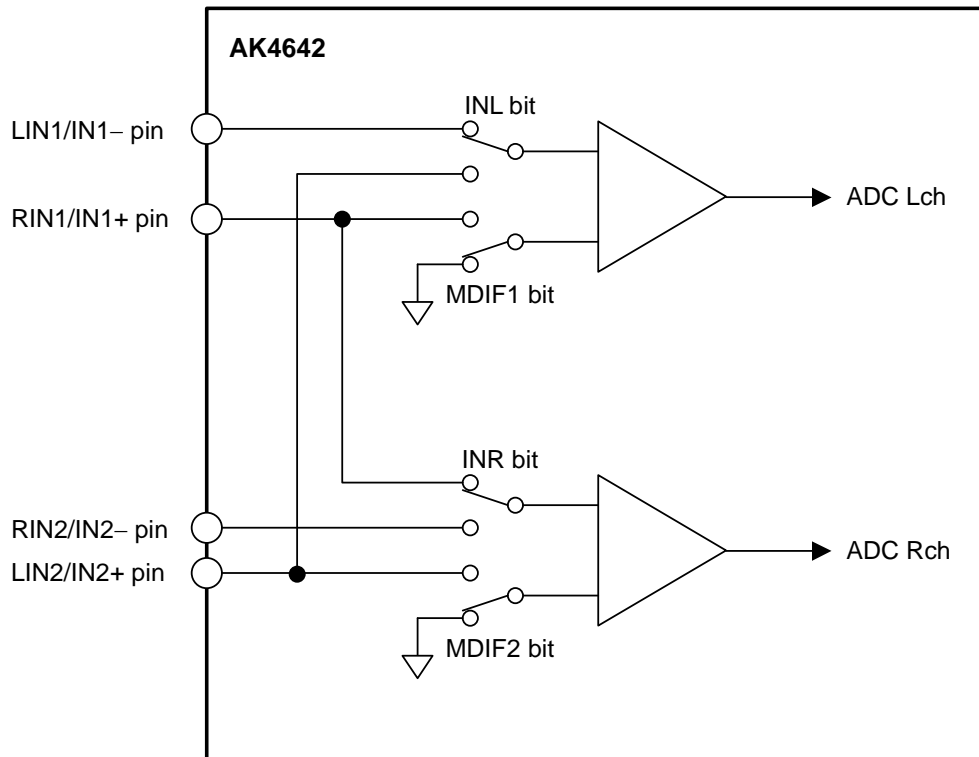 AK4642
INL bit
LIN1/IN1− pin
RIN1/IN1+ pin
ADC Lch
MDIF1 bit
INR bit
RIN2/IN2− pin
LIN2/IN2+ pin
ADC Rch
MDIF2 bit